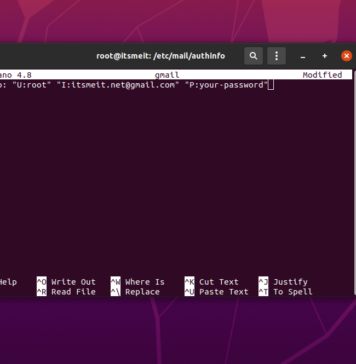 root@itsmeit: /etc/mail/authinfo
ano 4.8 gmail Modified
o: "U:root" "I:itsmeit.net@gmail.com" "P:your-password"
Help ^O Write Out ^W Where Is ^K Cut Text ^J Justify
^R Read File ^\ Replace ^U Paste Text ^T To Spell